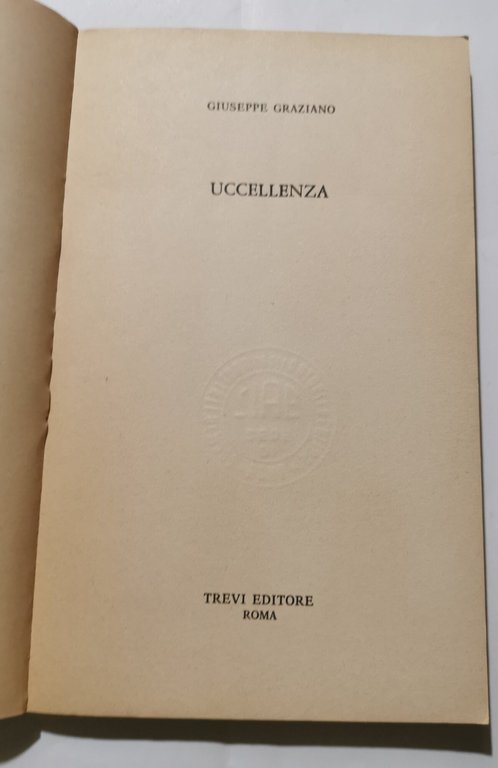 GIUSEPPE GRAZIANO
UCCELLENZA
TREVI EDITORE
ROMA